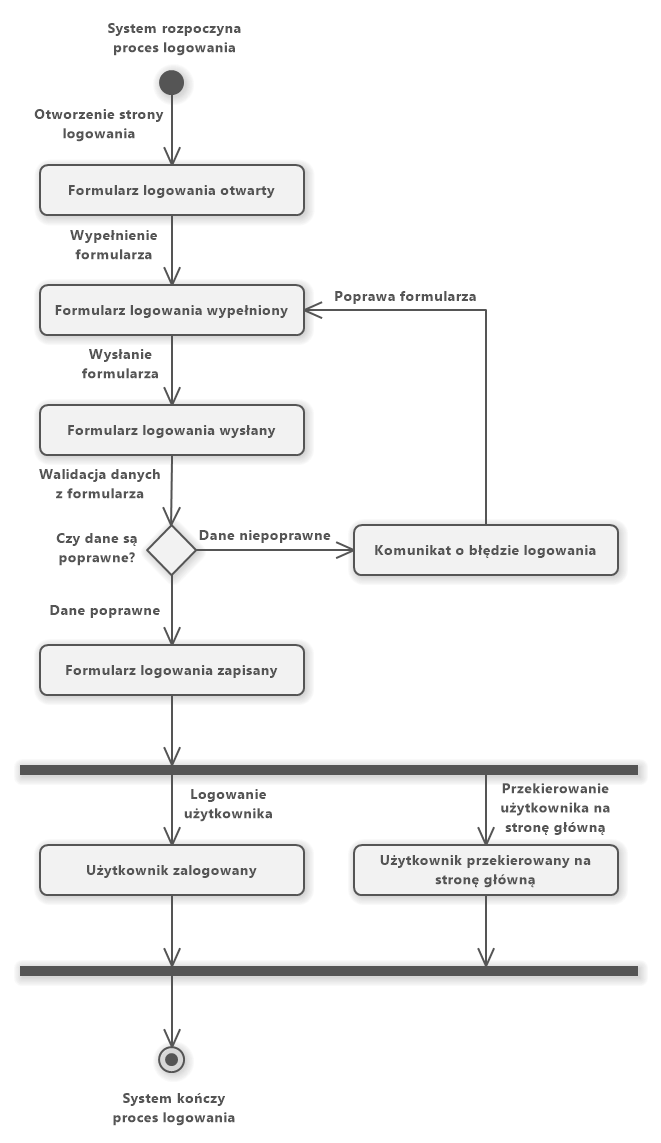 System rozpoczyna
proces logowania
Otworzenie strony
logowania
Formularz logowania otwarty
Wypełnienie
formularza
Poprawa formularza
Formularz logowania wypełniony
Wysłanie
formularza
Formularz logowania wysłany
Walidacja danych
z formularza
Czy dane są
poprawne?
Dane niepoprawne
Komunikat o błędzie logowania
Dane poprawne
Formularz logowania zapisany
Logowanie
użytkownika
Przekierowanie
użytkownika na
stronę główną
Użytkownik zalogowany
Użytkownik przekierowany na
stronę główną
System kończy
proces logowania